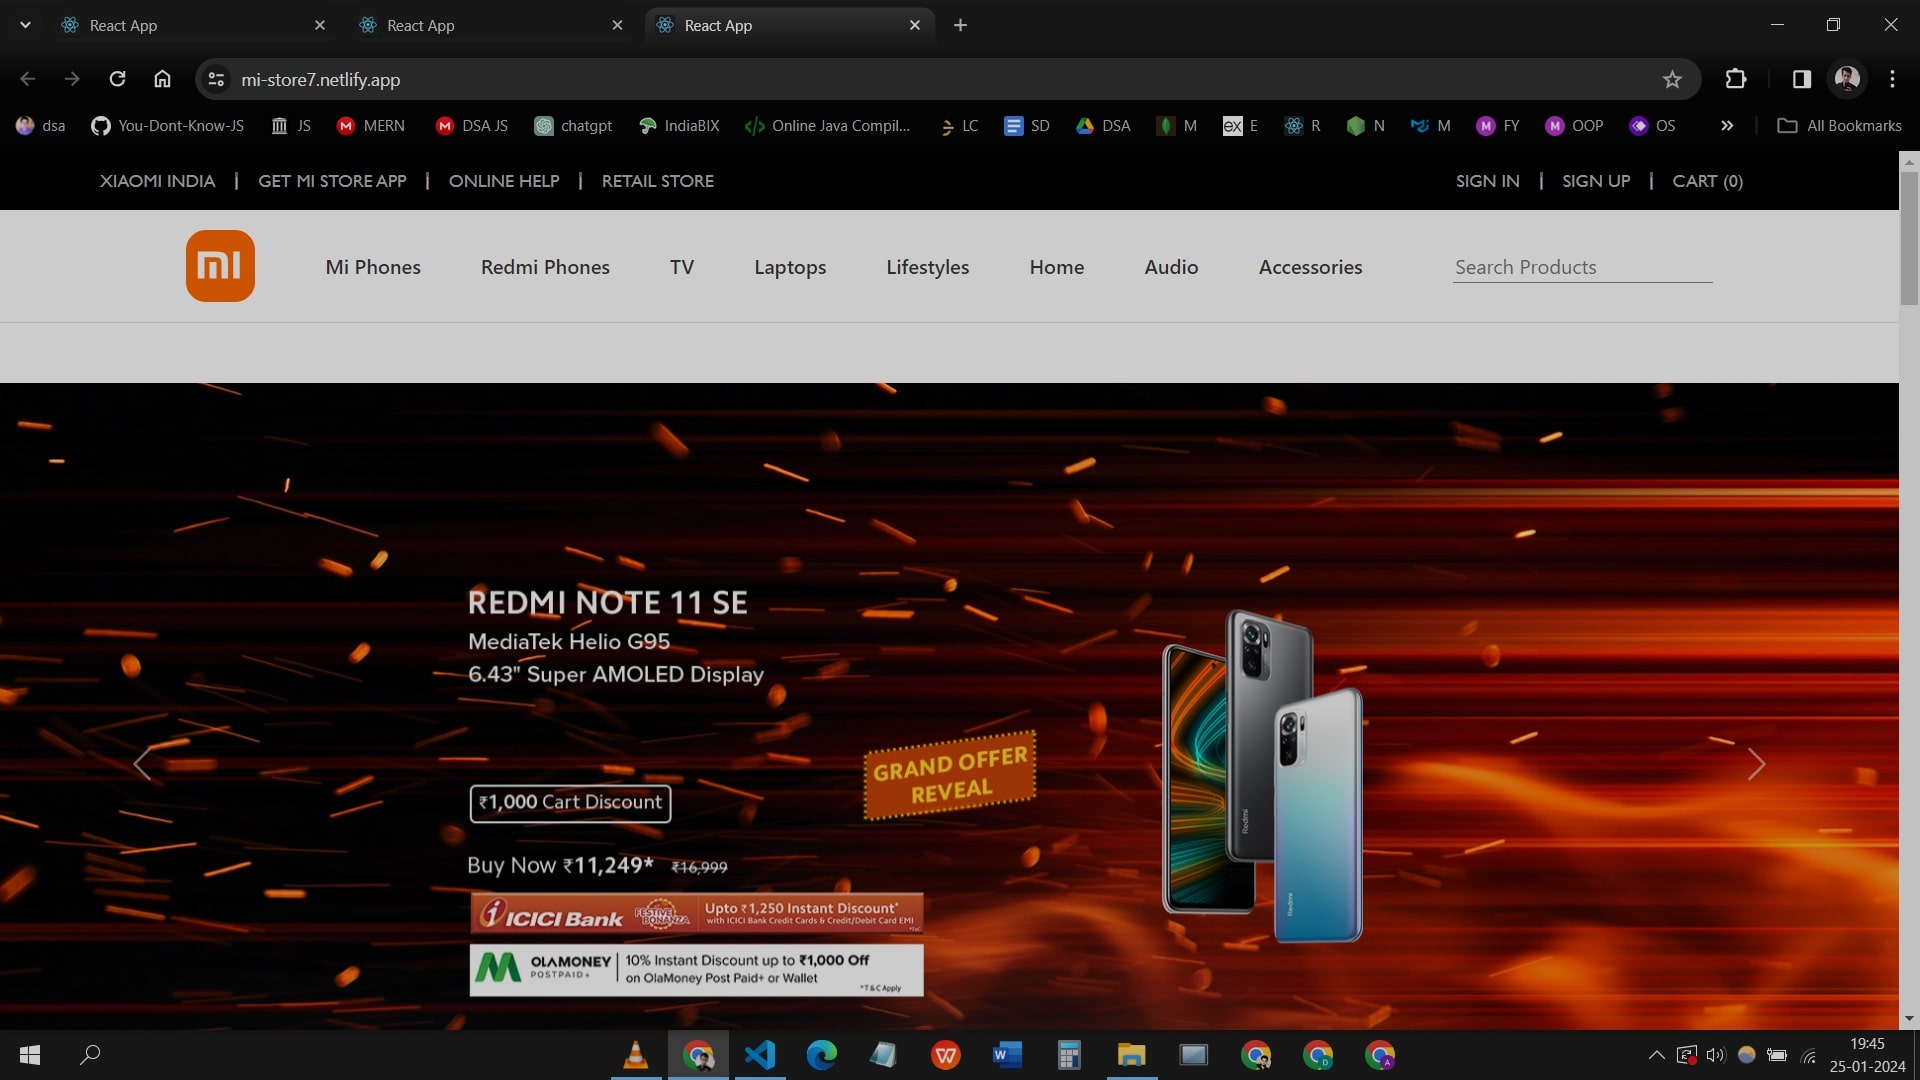 React App
React App
React App
mi-store7.netlify.app
dsa
You-Dont-Know-JS
JS
MERN
DSA JS
chatgpt
IndiaBIX
Online Java Compil...
LC
SD
DSA
M
E
R
N
M
FY
OOP
OS
All Bookmarks
XIAOMI INDIA | GET MI STORE APP | ONLINE HELP | RETAIL STORE
SIGN IN | SIGN UP | CART (0)
mi
Mi Phones
Redmi Phones
TV
Laptops
Lifestyles
Home
Audio
Accessories
Search Products
REDMI NOTE 11 SE
MediaTek Helio G95
6.43" Super AMOLED Display
GRAND OFFER
REVEAL
₹1,000 Cart Discount
Buy Now ₹11,249* ₹16,999
ICICI Bank
FESTIVE
BONANZA
Upto ₹1,250 Instant Discount*
with ICICI Bank Credit Cards & Credit/Debit Card EMI
*T&C
OLAMONEY
POSTPAID+
10% Instant Discount up to ₹1,000 Off
on OlaMoney Post Paid+ or Wallet
*T&C Apply
Redmi
Redmi
19:45
25-01-2024